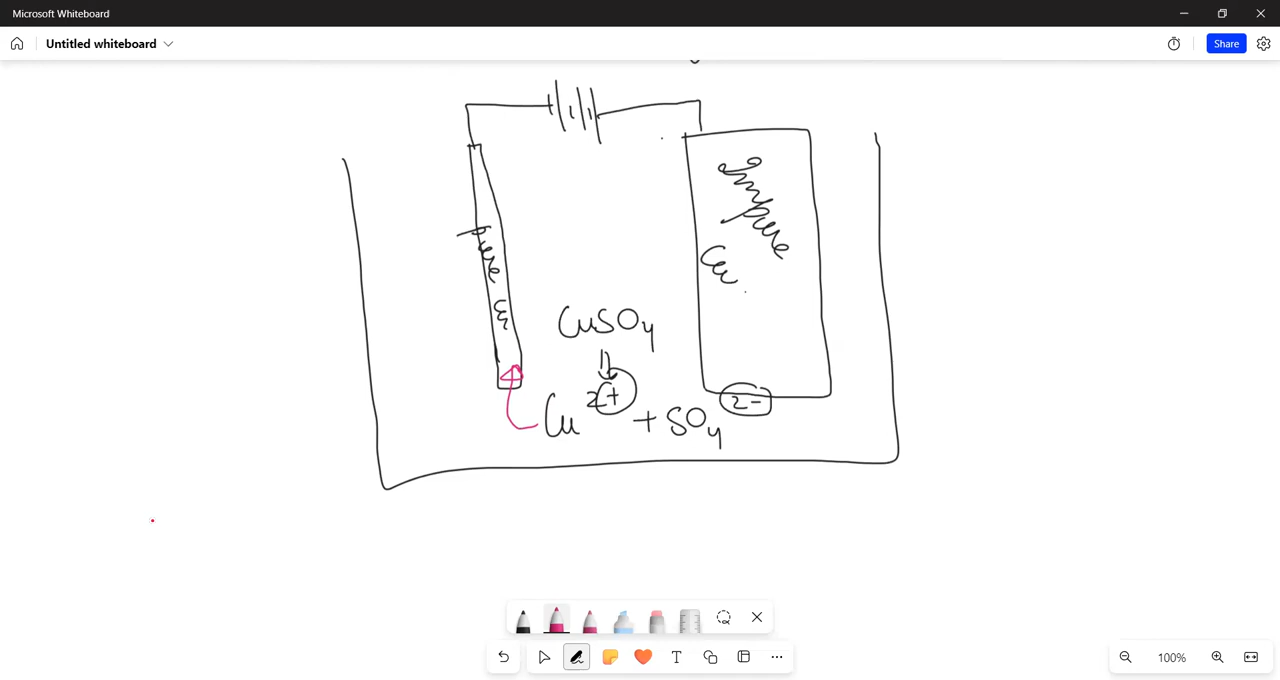 Microsoft Whiteboard
Untitled whiteboard
Share
pure Cu
Impure
Cu
CuSO4
Cu2+ + SO4 2-
100%